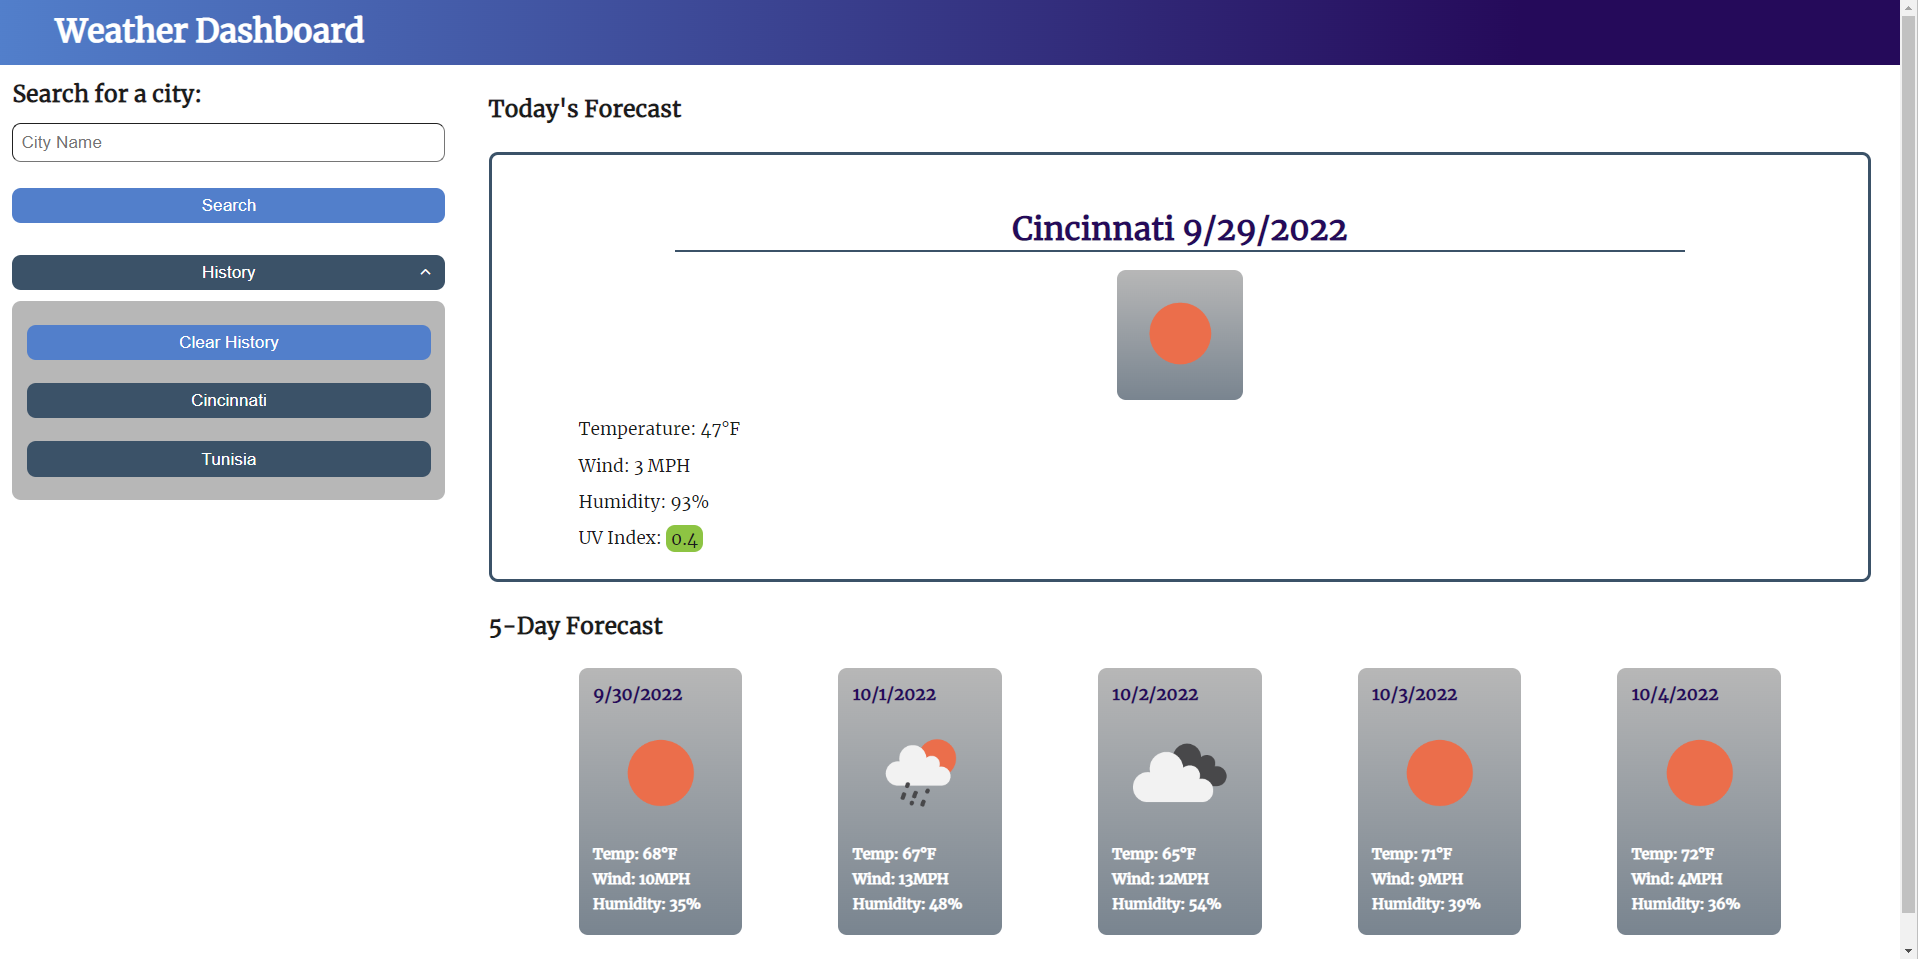 Weather Dashboard
Search for a city:
City Name
Search
History
Clear History
Cincinnati
Tunisia
Today's Forecast
Cincinnati 9/29/2022
Temperature: 47°F
Wind: 3 MPH
Humidity: 93%
UV Index: 0.4
5-Day Forecast
9/30/2022
Temp: 68°F
Wind: 10MPH
Humidity: 35%
10/1/2022
Temp: 67°F
Wind: 13MPH
Humidity: 48%
10/2/2022
Temp: 65°F
Wind: 12MPH
Humidity: 54%
10/3/2022
Temp: 71°F
Wind: 9MPH
Humidity: 39%
10/4/2022
Temp: 72°F
Wind: 4MPH
Humidity: 36%